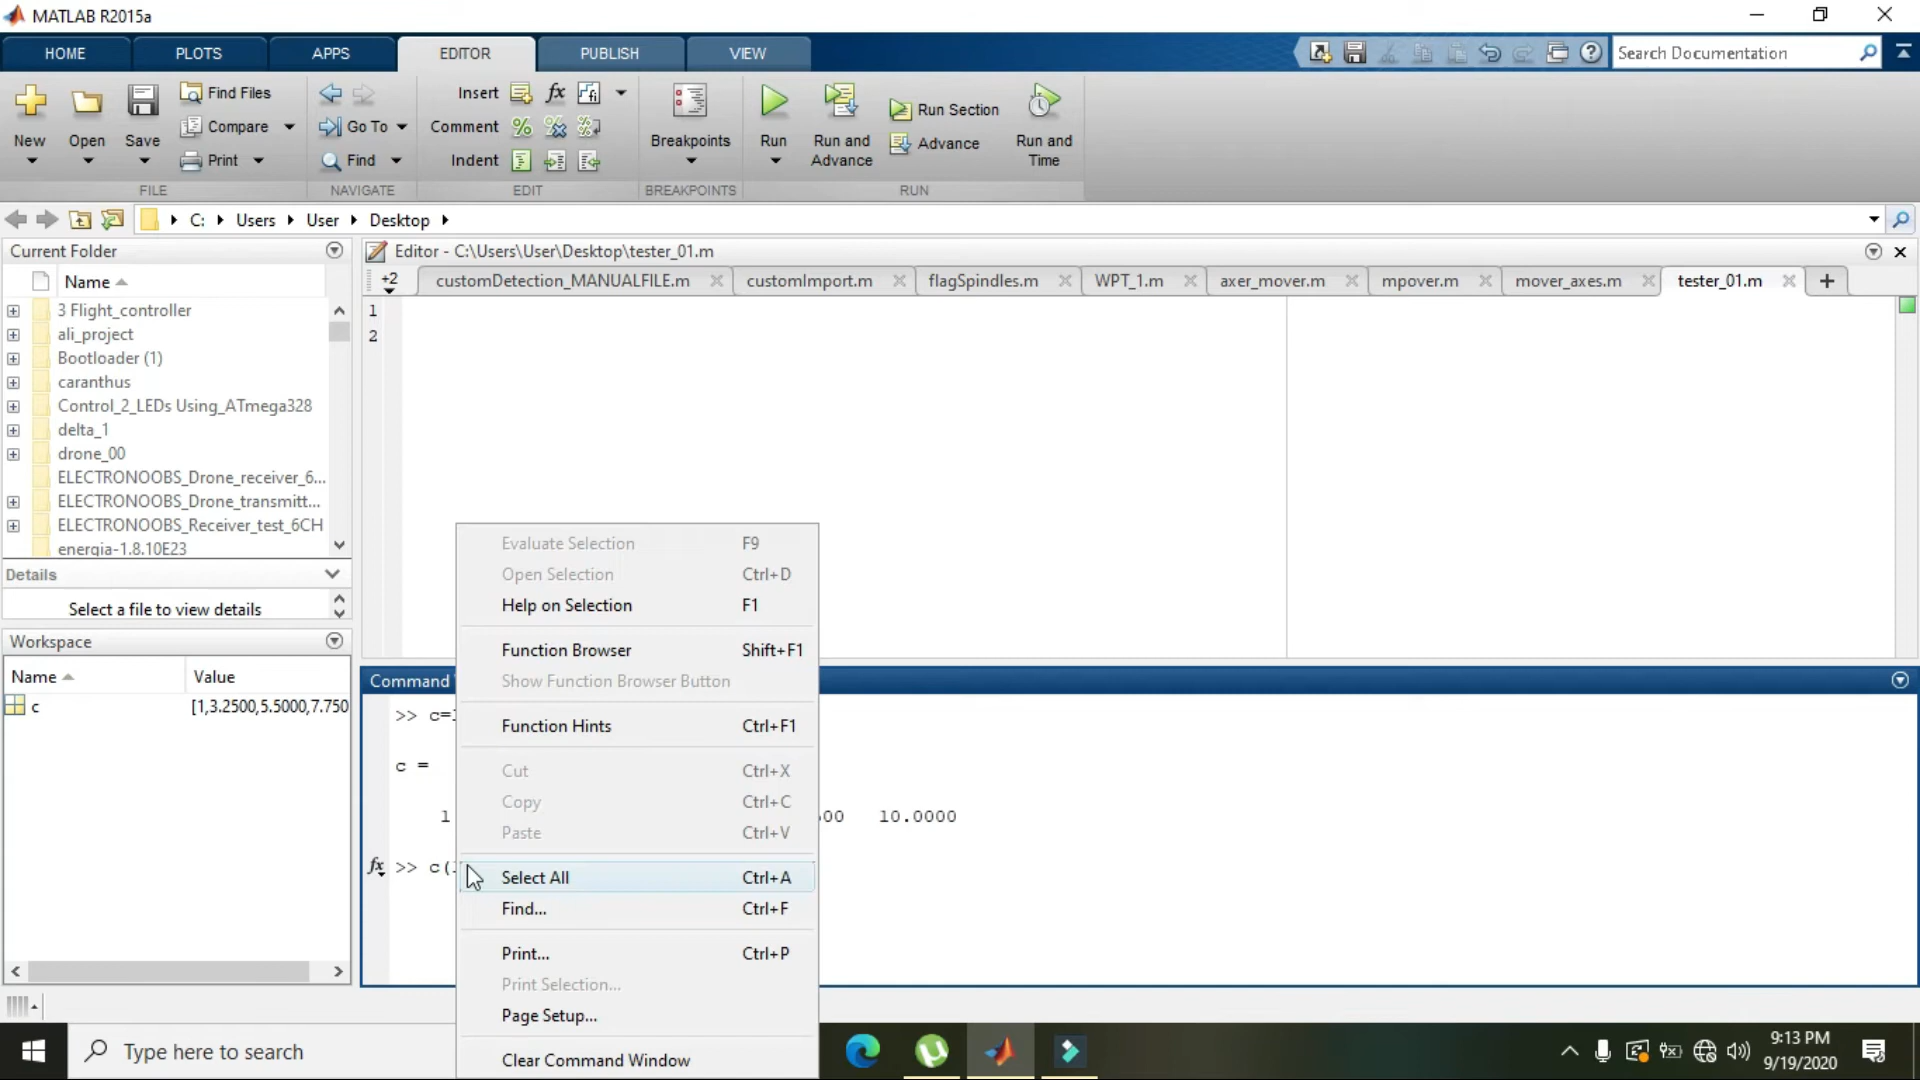 MATLAB R2015a
HOME PLOTS APPS EDITOR PUBLISH VIEW
Search Documentation
New Open Save
Find Files
Compare
Print
Go To
Find
Insert
Comment
Indent
Breakpoints
Run
Run and Advance
Run Section
Advance
Run and Time
FILE NAVIGATE EDIT BREAKPOINTS RUN
C: Users User Desktop
Current Folder
Name
3 Flight_controller
ali_project
Bootloader (1)
caranthus
Control_2_LEDs Using_ATmega328
delta_1
drone_00
ELECTRONOOBS_Drone_receiver_6...
ELECTRONOOBS_Drone_transmitt...
ELECTRONOOBS_Receiver_test_6CH
energia-1.8.10E23
Details
Select a file to view details
Workspace
Name Value
c [1,3.2500,5.5000,7.750
Editor - C:\Users\User\Desktop\tester_01.m
+2 customDetection_MANUALFILE.m customImport.m flagSpindles.m WPT_1.m axer_mover.m mpover.m mover_axes.m tester_01.m
1
2
Command
>> c=
c =
1 10.0000
fx >> c(
Evaluate Selection F9
Open Selection Ctrl+D
Help on Selection F1
Function Browser Shift+F1
Show Function Browser Button
Function Hints Ctrl+F1
Cut Ctrl+X
Copy Ctrl+C
Paste Ctrl+V
Select All Ctrl+A
Find... Ctrl+F
Print... Ctrl+P
Print Selection...
Page Setup...
Clear Command Window
Type here to search
9:13 PM
9/19/2020